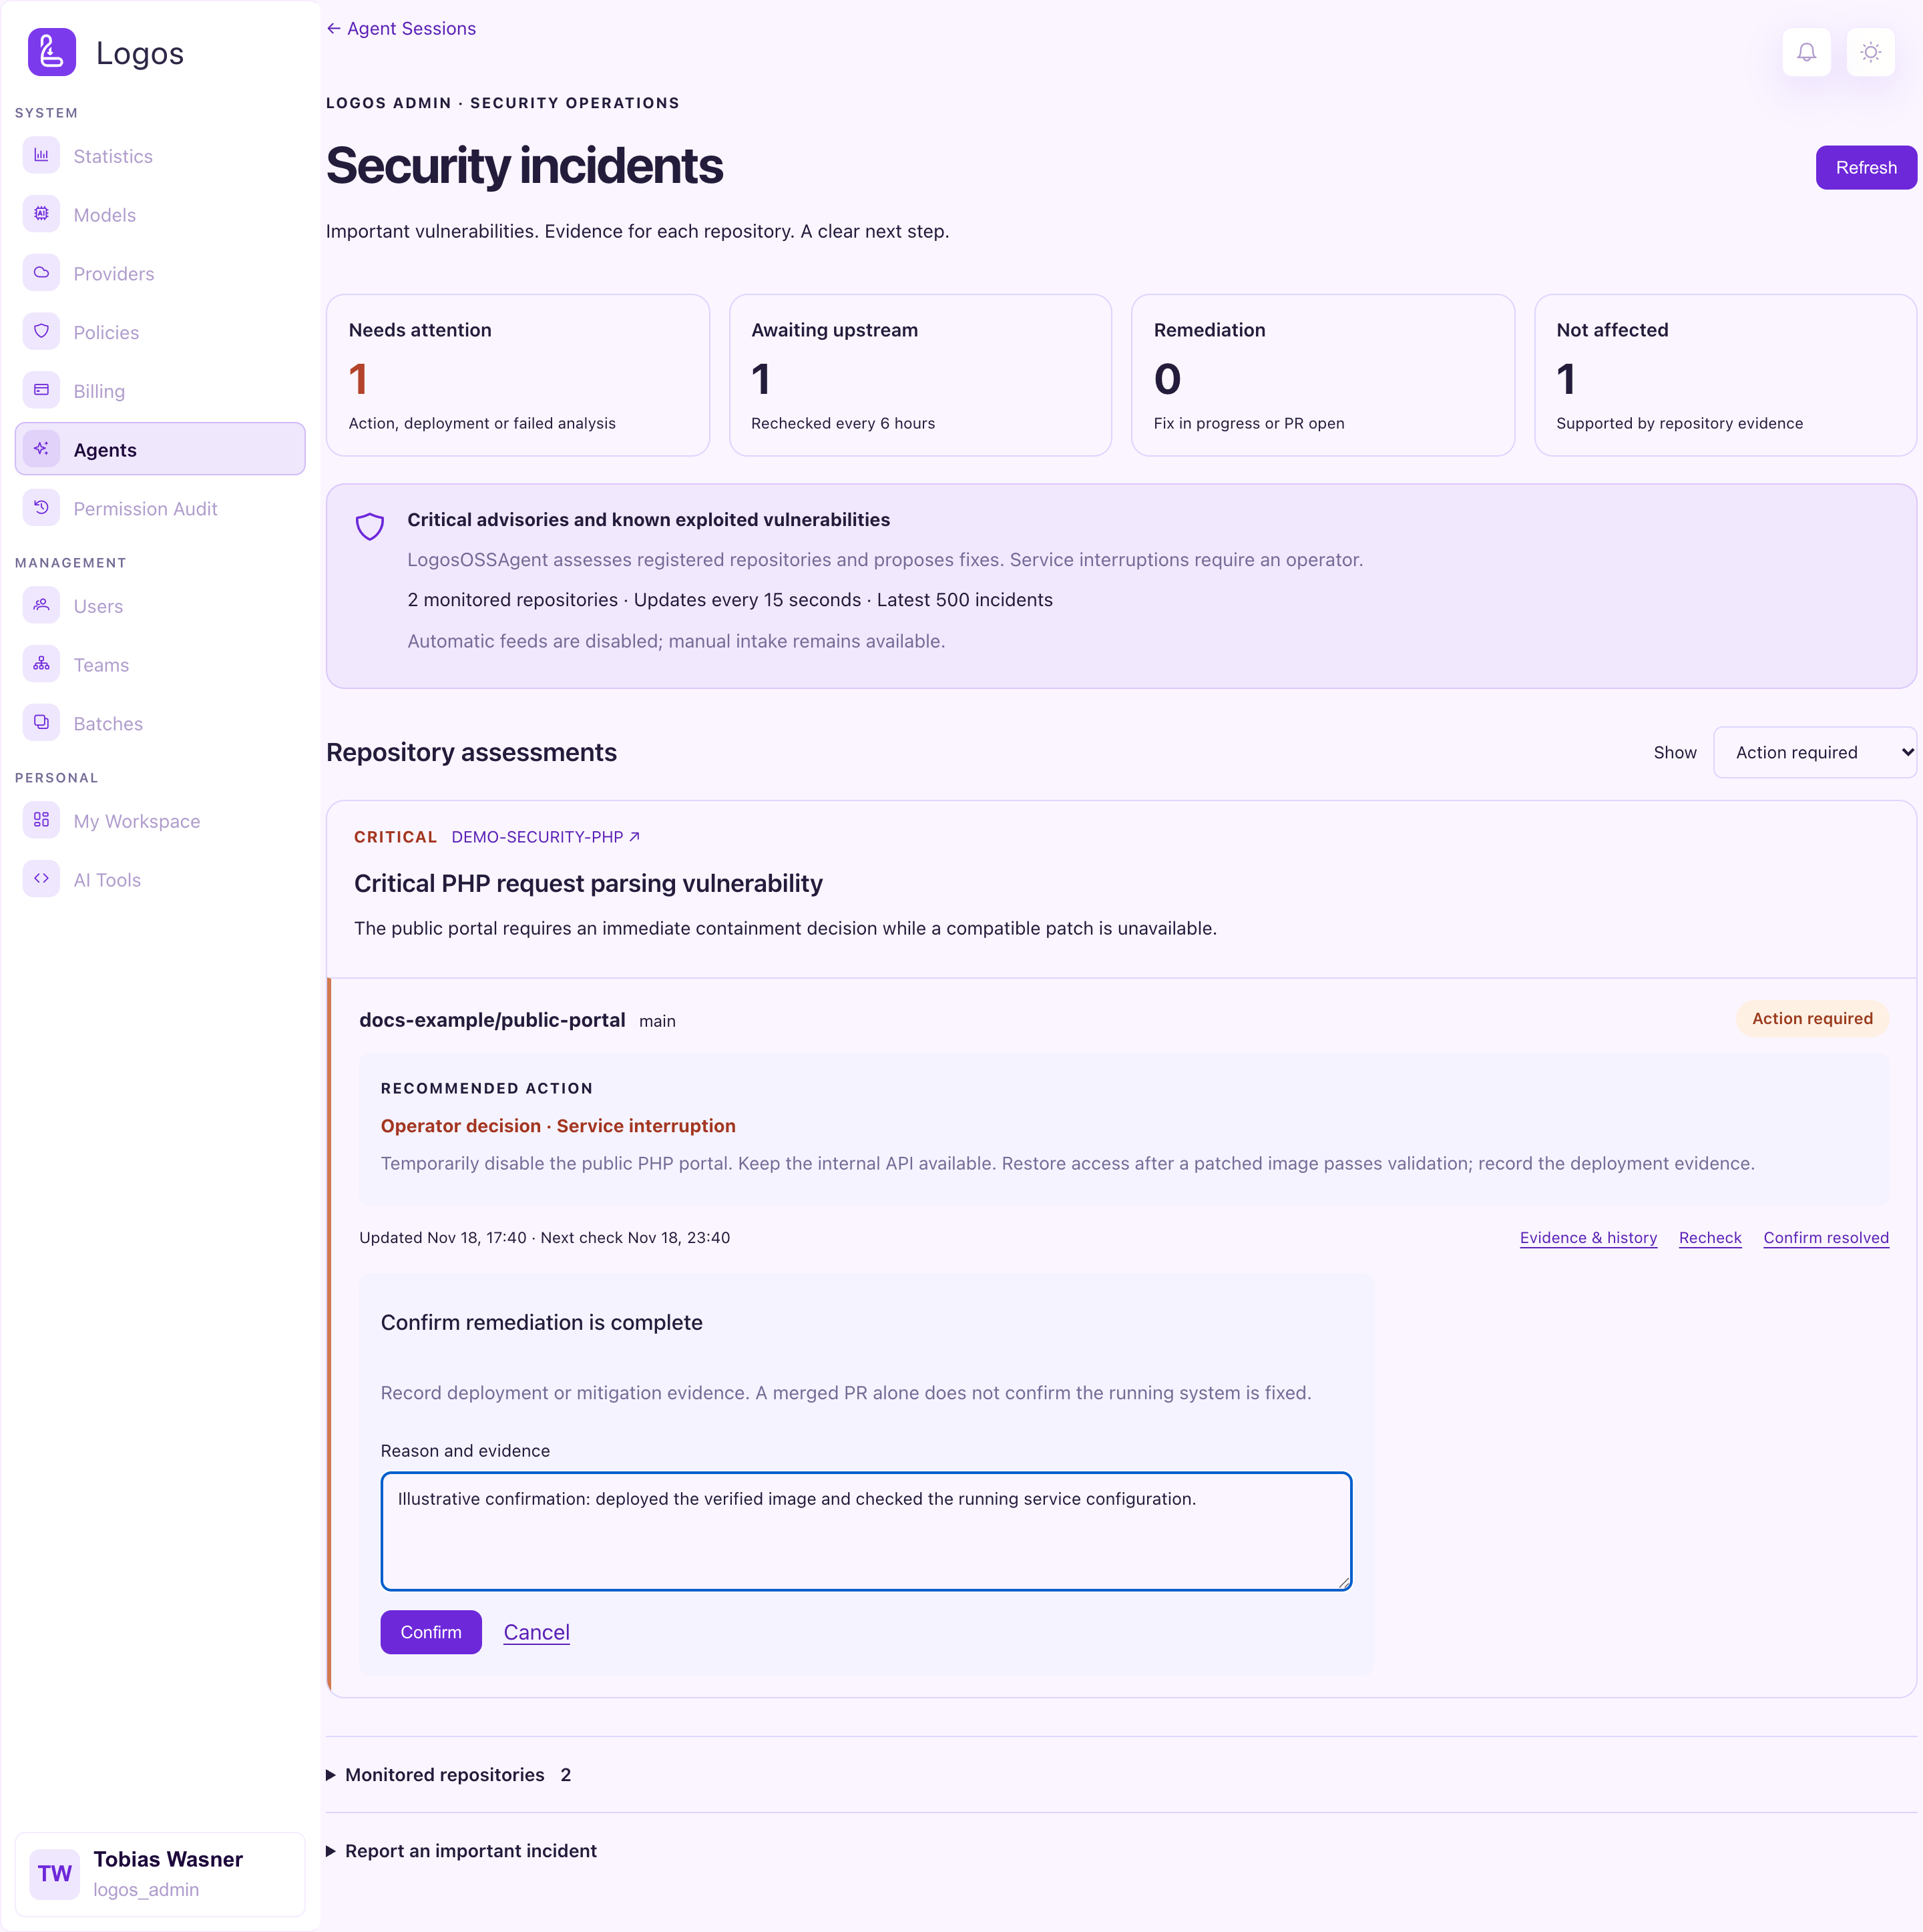 Logos
SYSTEM
Statistics
Models
Providers
Policies
Billing
Agents
Permission Audit
MANAGEMENT
Users
Teams
Batches
PERSONAL
My Workspace
AI Tools
TW
Tobias Wasner
logos_admin
← Agent Sessions
LOGOS ADMIN · SECURITY OPERATIONS
Security incidents
Refresh
Important vulnerabilities. Evidence for each repository. A clear next step.
Needs attention
1
Action, deployment or failed analysis
Awaiting upstream
1
Rechecked every 6 hours
Remediation
0
Fix in progress or PR open
Not affected
1
Supported by repository evidence
Critical advisories and known exploited vulnerabilities
LogosOSSAgent assesses registered repositories and proposes fixes. Service interruptions require an operator.
2 monitored repositories · Updates every 15 seconds · Latest 500 incidents
Automatic feeds are disabled; manual intake remains available.
Repository assessments
Show Action required
CRITICAL DEMO-SECURITY-PHP ↗
Critical PHP request parsing vulnerability
The public portal requires an immediate containment decision while a compatible patch is unavailable.
docs-example/public-portal main
Action required
RECOMMENDED ACTION
Operator decision · Service interruption
Temporarily disable the public PHP portal. Keep the internal API available. Restore access after a patched image passes validation; record the deployment evidence.
Updated Nov 18, 17:40 · Next check Nov 18, 23:40
Evidence & history Recheck Confirm resolved
Confirm remediation is complete
Record deployment or mitigation evidence. A merged PR alone does not confirm the running system is fixed.
Reason and evidence
Illustrative confirmation: deployed the verified image and checked the running service configuration.
Confirm Cancel
Monitored repositories 2
Report an important incident